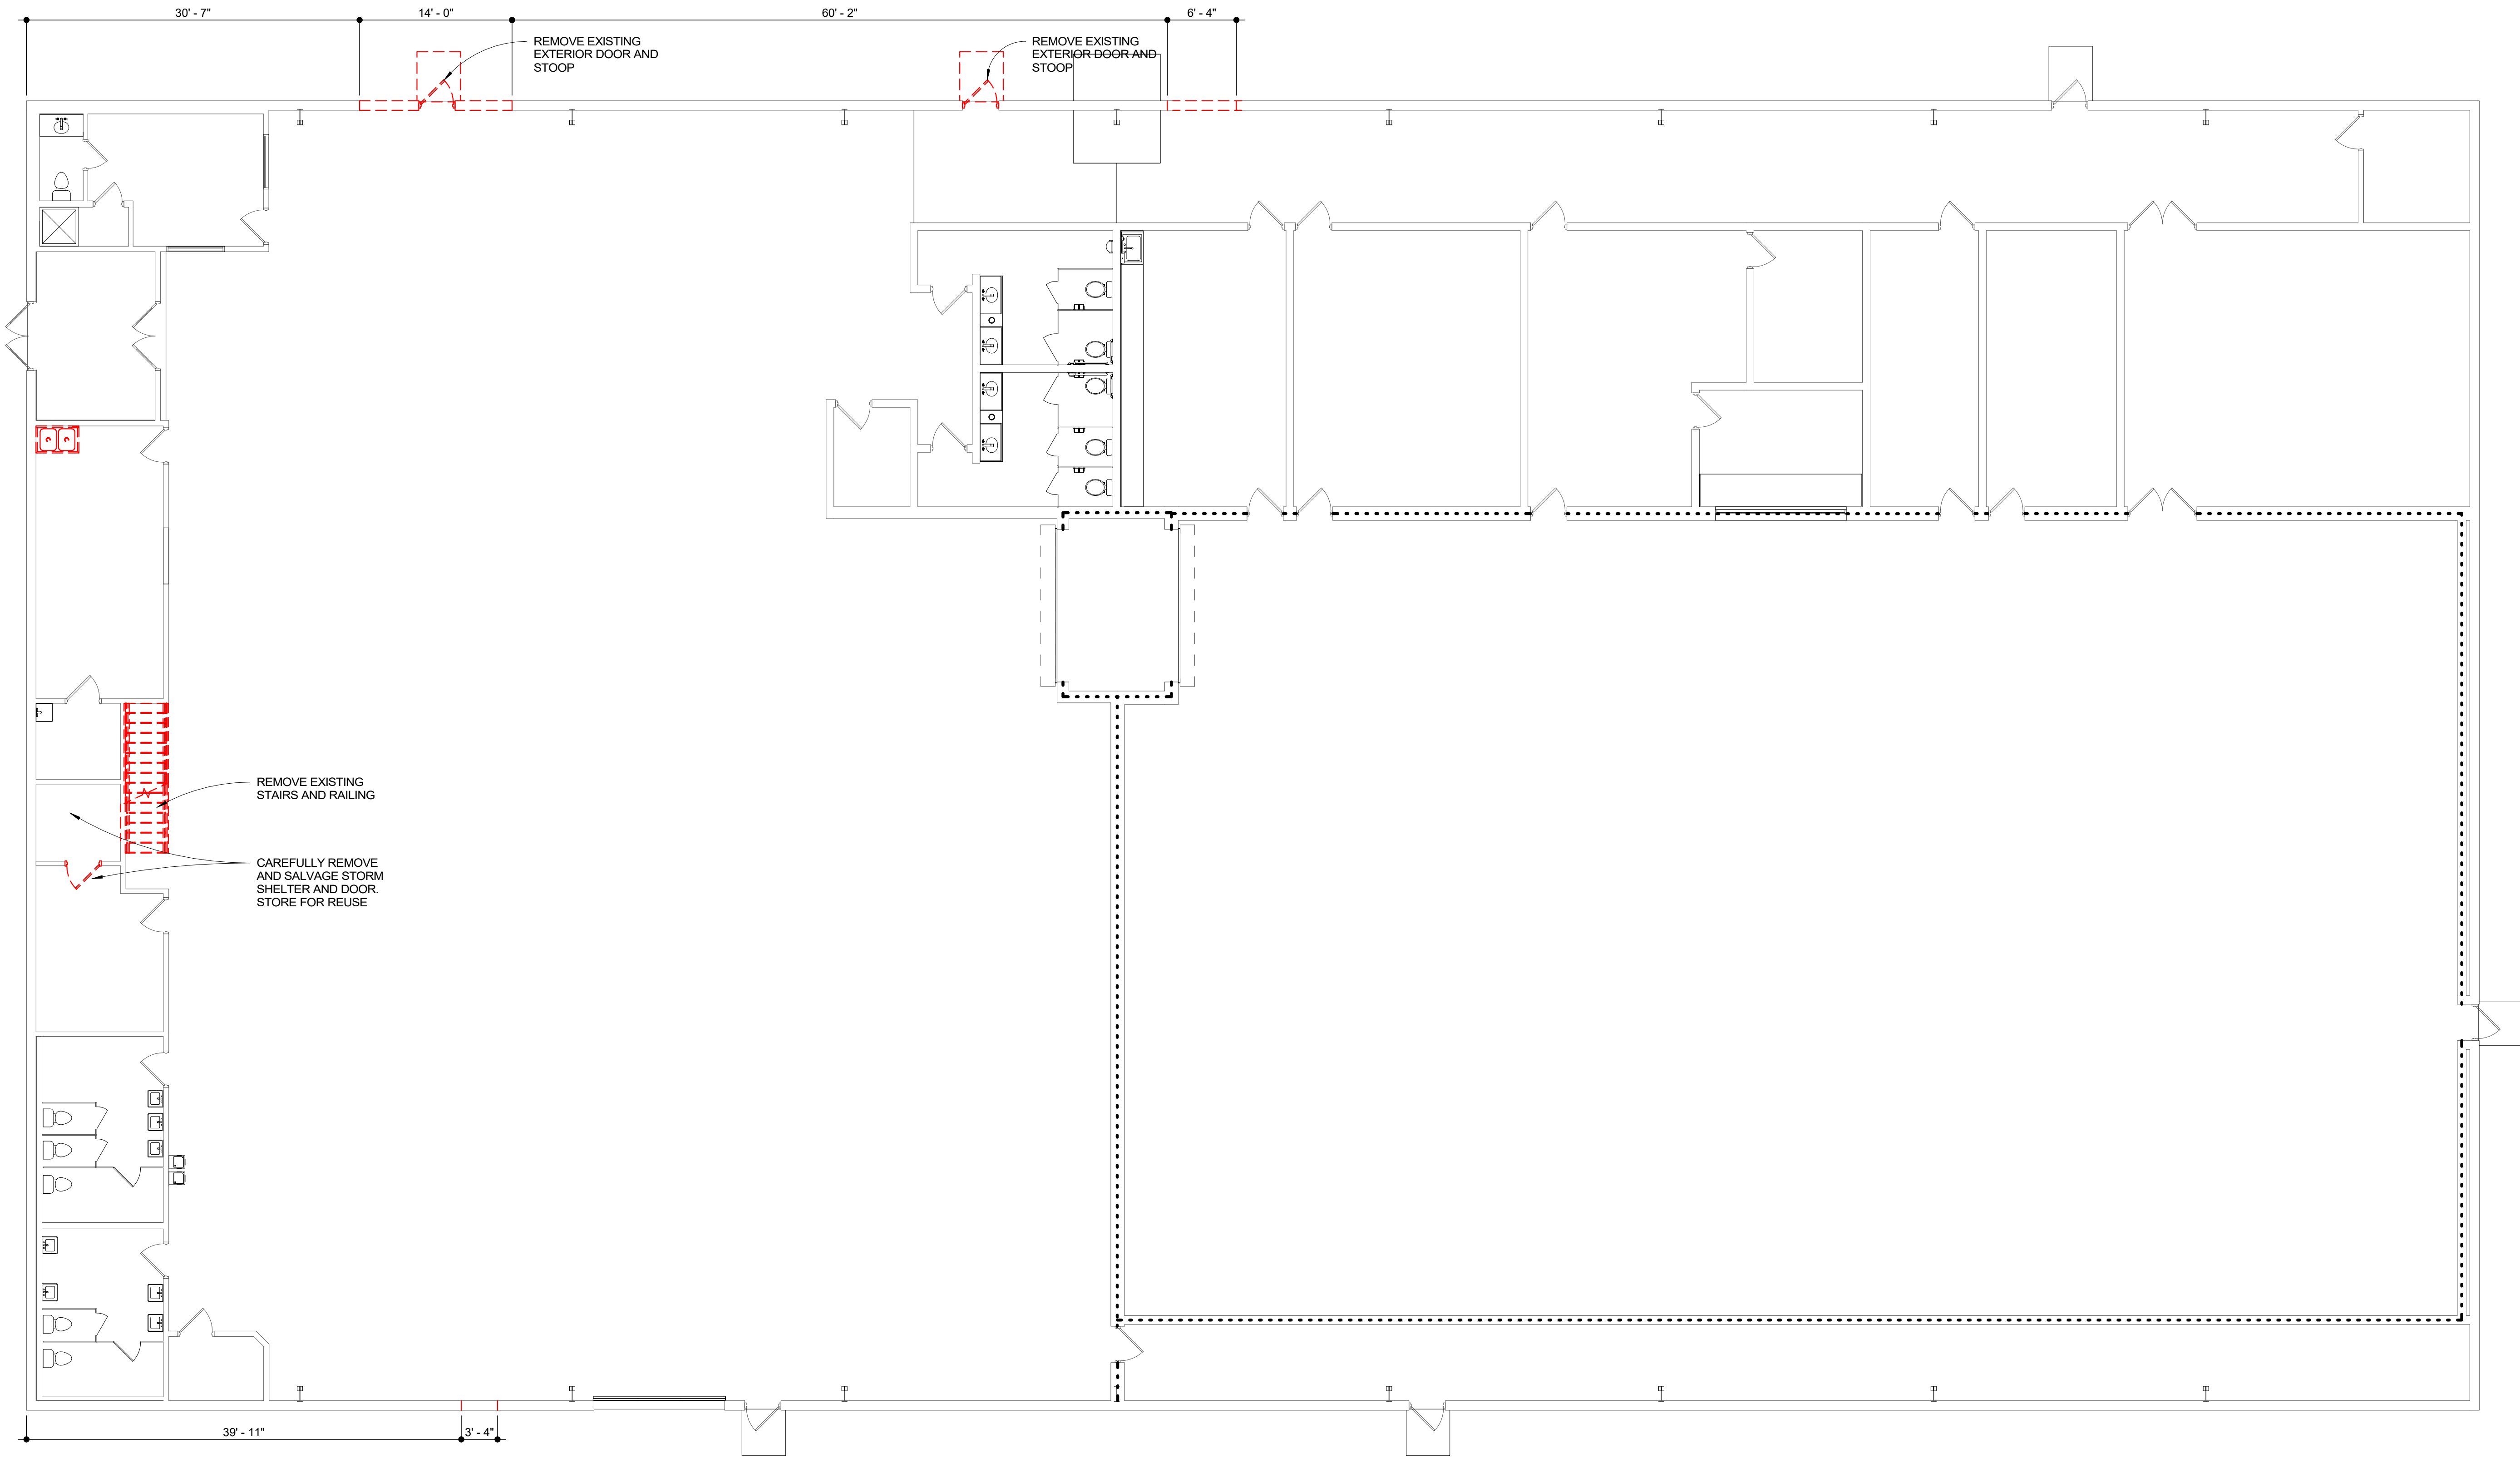 30' - 7"
14' - 0"
60' - 2"
6' - 4"
REMOVE EXISTING
EXTERIOR DOOR AND
STOOP
REMOVE EXISTING
EXTERIOR DOOR AND
STOOP
REMOVE EXISTING
STAIRS AND RAILING
CAREFULLY REMOVE
AND SALVAGE STORM
SHELTER AND DOOR.
STORE FOR REUSE
39' - 11"
3' - 4"